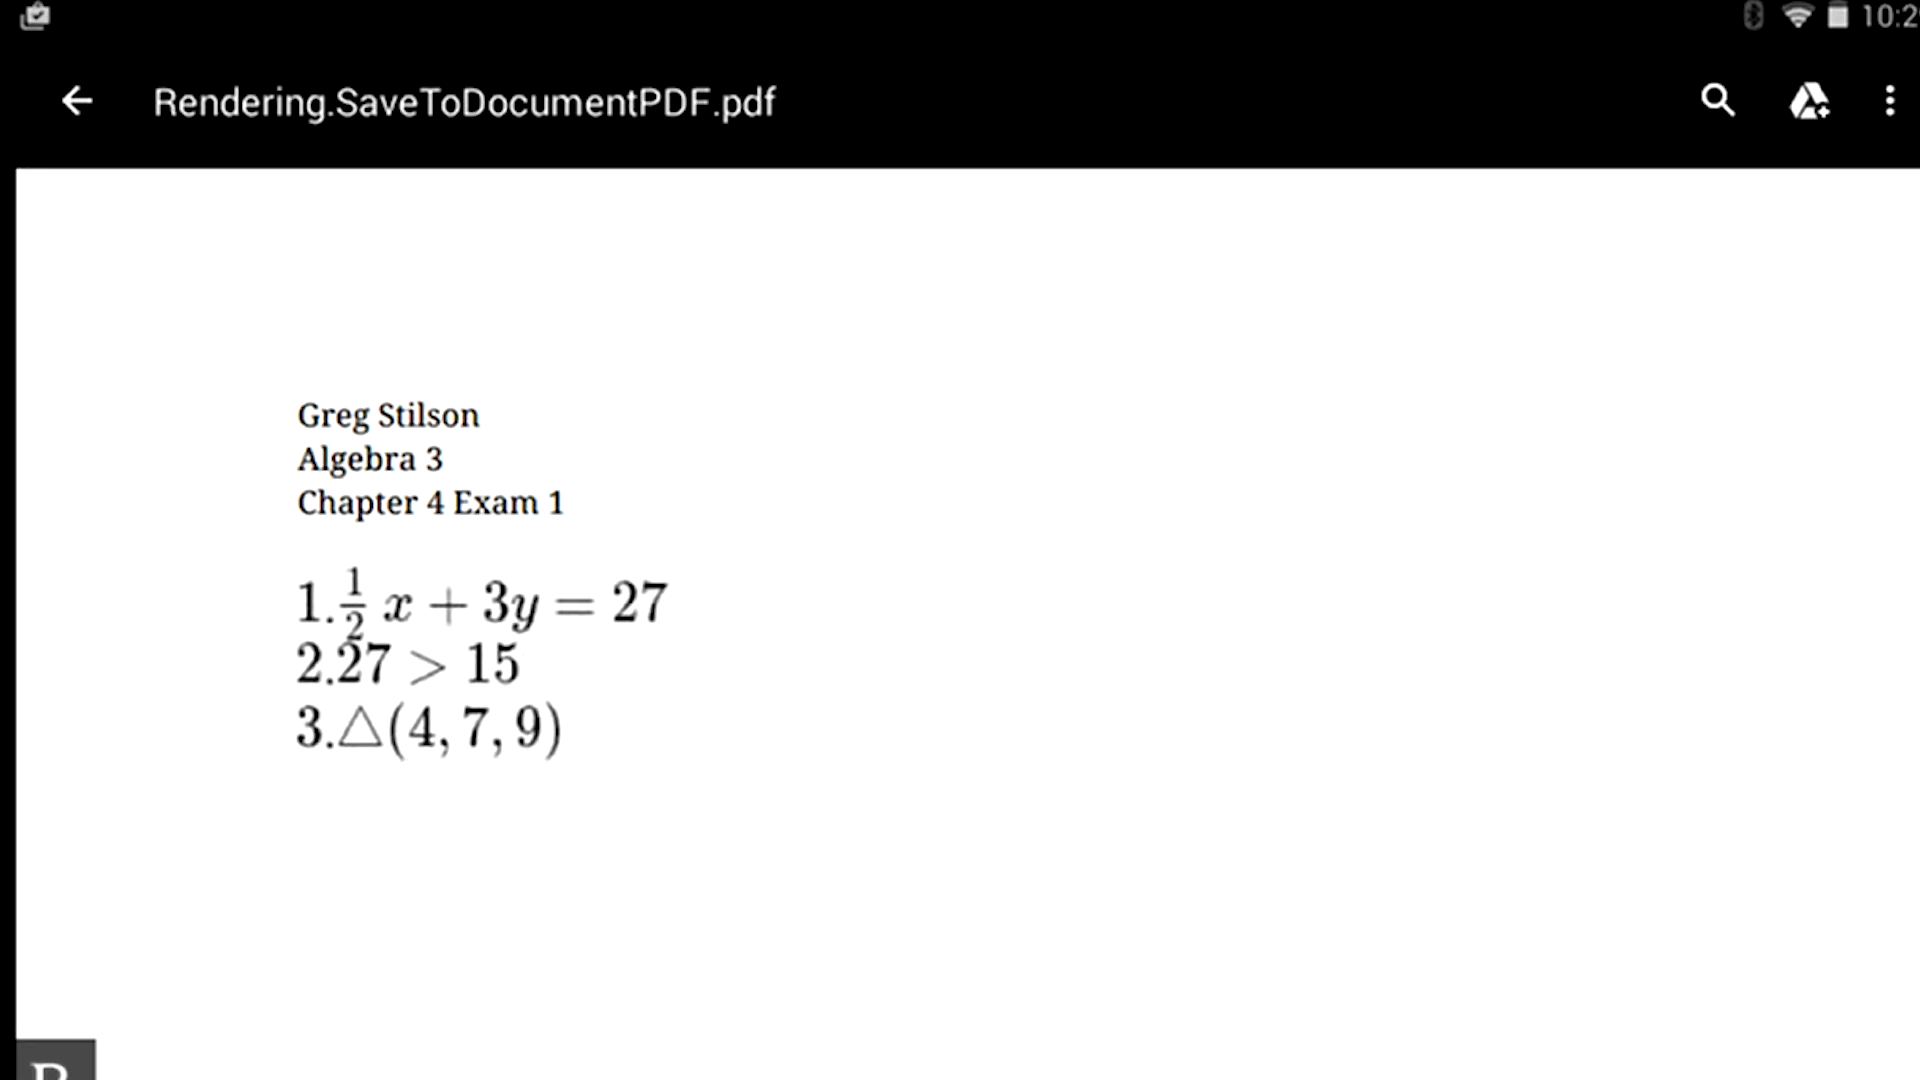 10:2
Rendering.SaveToDocumentPDF.pdf
Greg Stilson
Algebra 3
Chapter 4 Exam 1
1.½ x + 3y = 27
2.27 > 15
3.△(4, 7, 9)